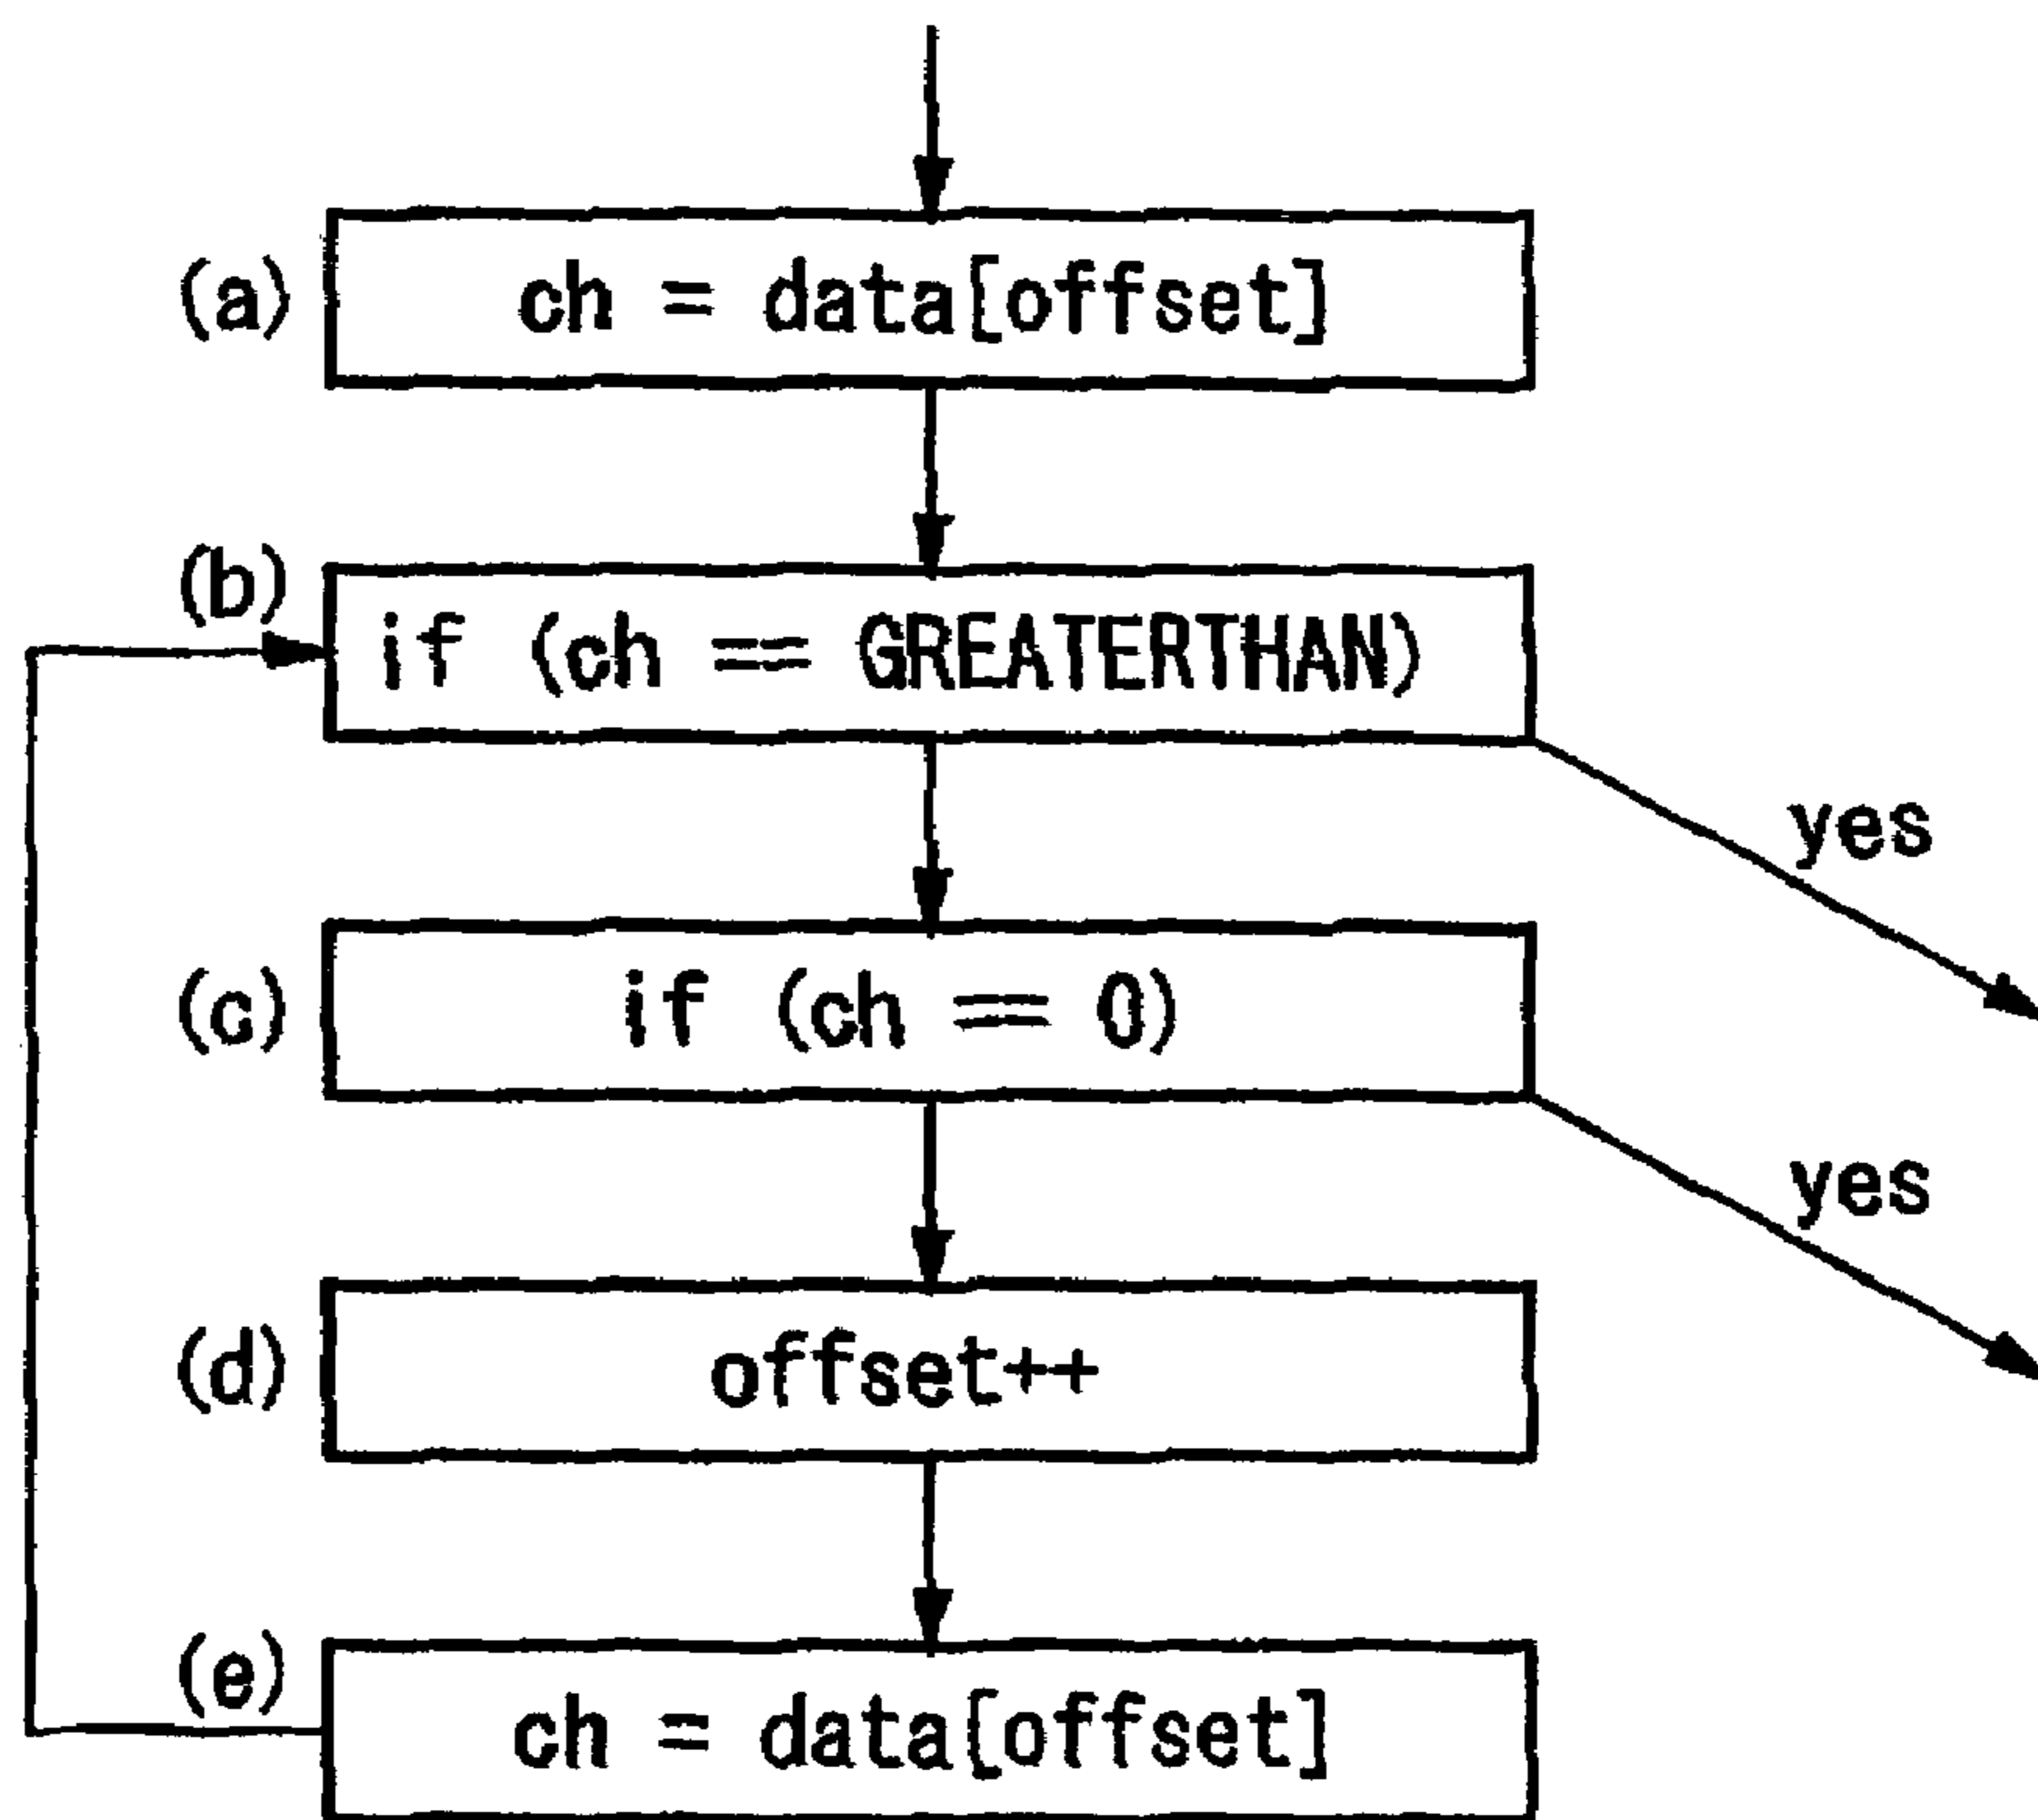 (a) ch = data[offset]
(b) if (ch == GREATERTHAN)
yes
(c) if (ch == 0)
yes
(d) offset++
(e) ch = data[offset]